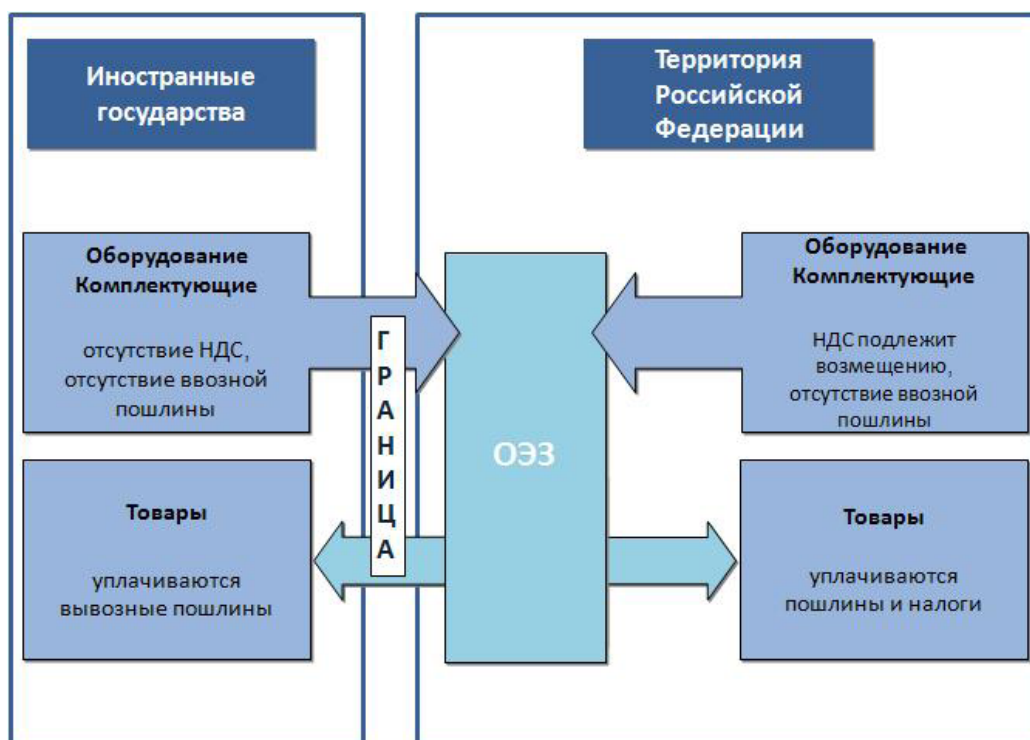 Иностранные
государства
Территория
Российской
Федерации
Оборудование
Комплектующие
отсутствие НДС,
отсутствие ввозной
пошлины
ГРАНИЦА
ОЭЗ
Оборудование
Комплектующие
НДС подлежит
возмещению,
отсутствие ввозной
пошлины
Товары
уплачиваются
вывозные пошлины
Товары
уплачиваются
пошлины и налоги